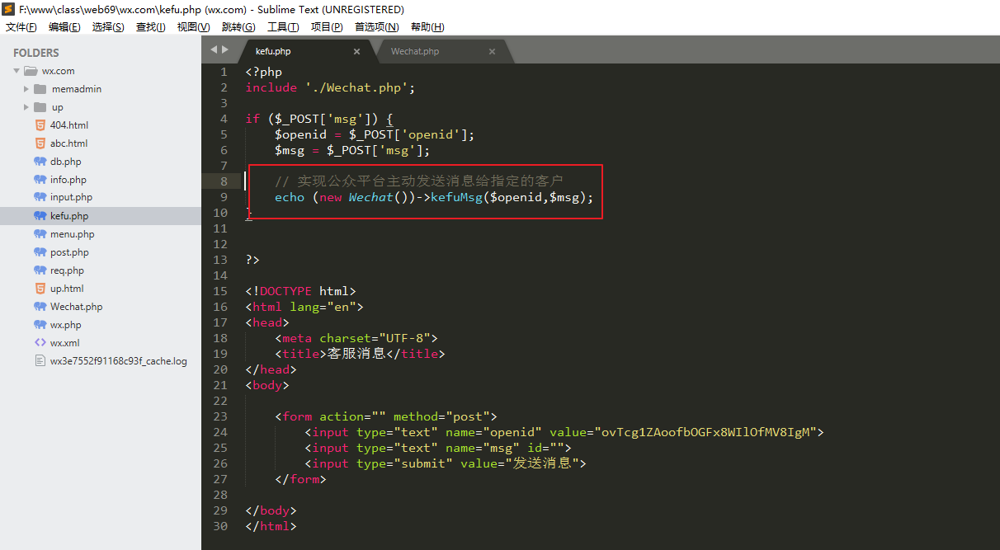 F:\www\class\web69\wx.com\kefu.php (wx.com) - Sublime Text (UNREGISTERED)
文件(F) 编辑(E) 选择(S) 查找(I) 视图(V) 跳转(G) 工具(T) 项目(P) 首选项(N) 帮助(H)
FOLDERS
wx.com
memadmin
up
404.html
abc.html
db.php
info.php
input.php
kefu.php
menu.php
post.php
req.php
up.html
Wechat.php
wx.php
wx.xml
wx3e7552f91168c93f_cache.log
kefu.php × Wechat.php ×
1 <?php
2 include './Wechat.php';
3
4 if ($_POST['msg']) {
5 $openid = $_POST['openid'];
6 $msg = $_POST['msg'];
7
8 // 实现公众平台主动发送消息给指定的客户
9 echo (new Wechat())->kefuMsg($openid,$msg);
10 }
11
12
13 ?>
14
15 <!DOCTYPE html>
16 <html lang="en">
17 <head>
18 <meta charset="UTF-8">
19 <title>客服消息</title>
20 </head>
21 <body>
22
23 <form action="" method="post">
24 <input type="text" name="openid" value="ovTcg1ZAoofbOGFx8WIlOfMV8IgM">
25 <input type="text" name="msg" id="">
26 <input type="submit" value="发送消息">
27 </form>
28
29 </body>
30 </html>